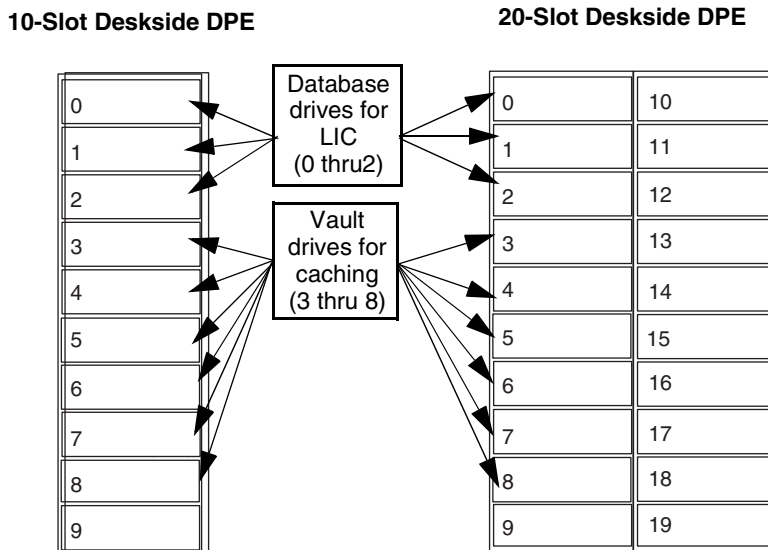 10-Slot Deskside DPE
20-Slot Deskside DPE
Database
drives for
LIC
(0 thru2)
Vault
drives for
caching
(3 thru 8)
0
1
2
3
4
5
6
7
8
9
0 10
1 11
2 12
3 13
4 14
5 15
6 16
7 17
8 18
9 19